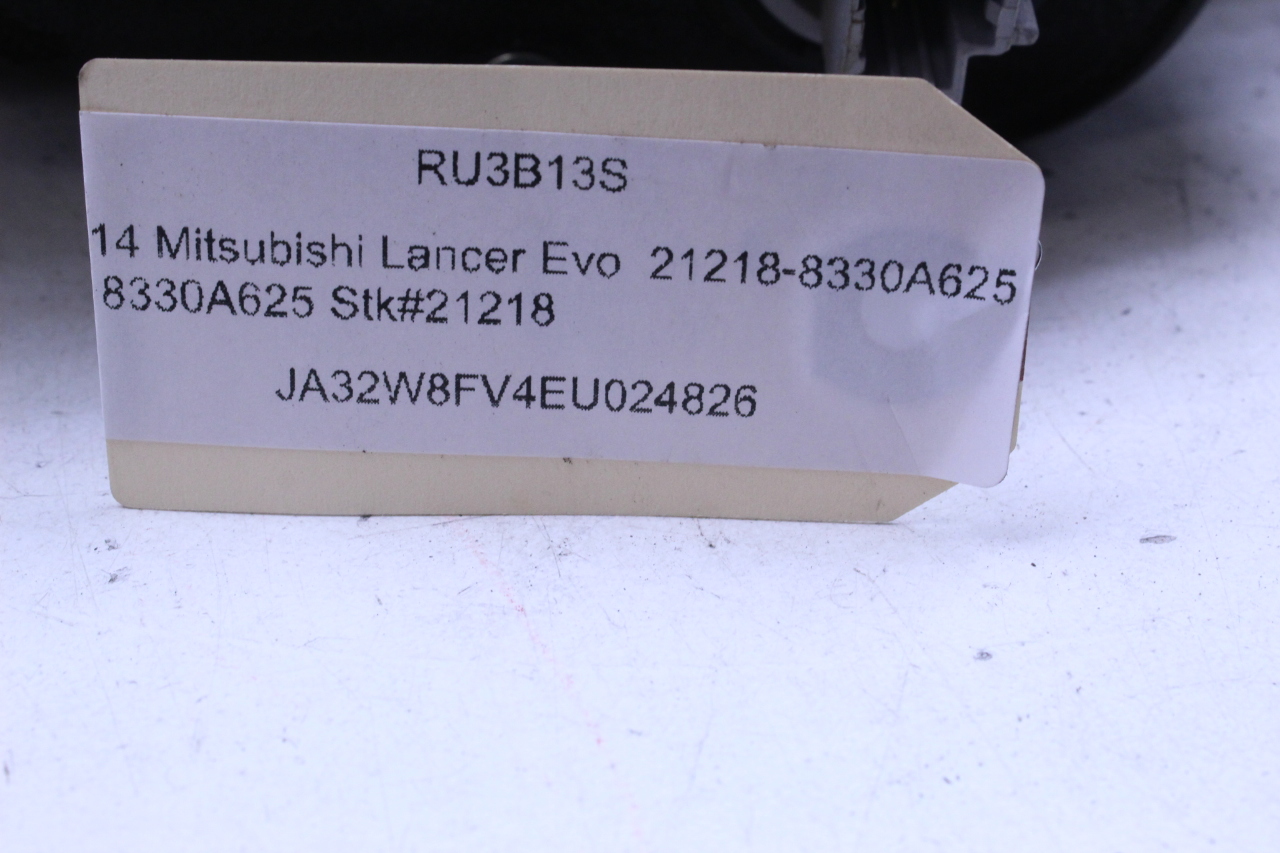 RU3B13S
14 Mitsubishi Lancer Evo 21218-8330A625
8330A625 Stk#21218
JA32W8FV4EU024826